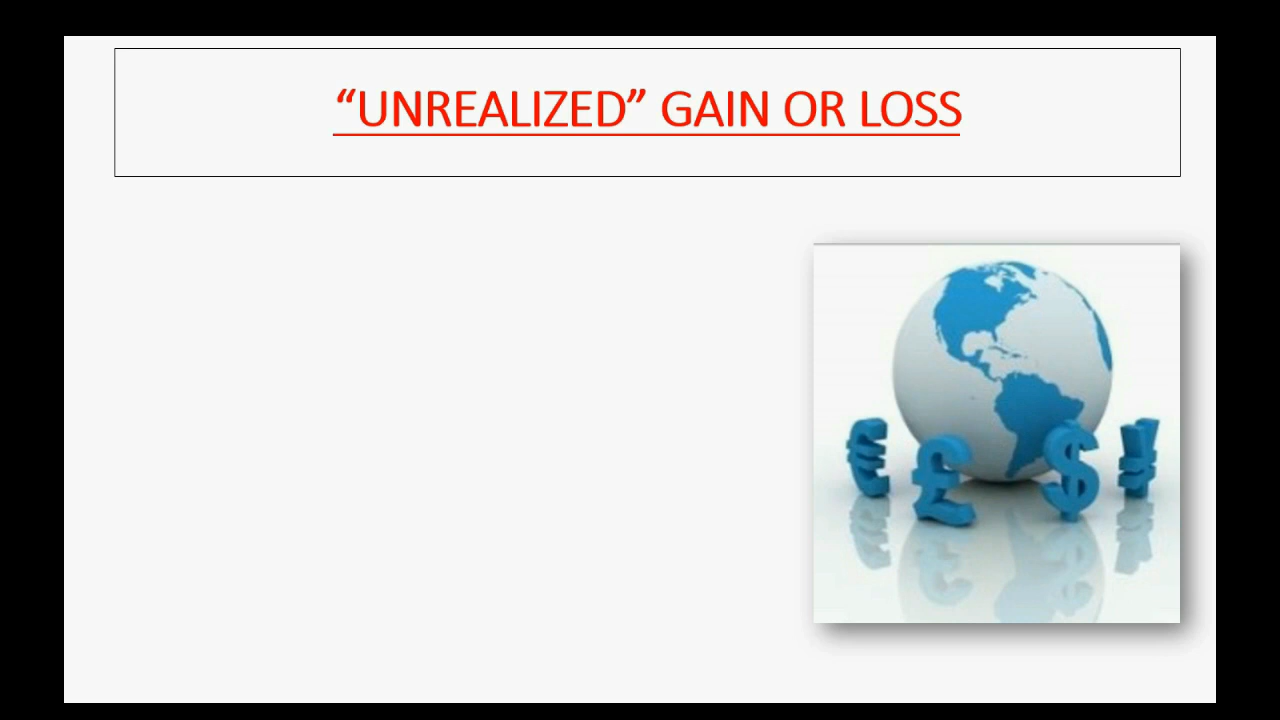 “UNREALIZED” GAIN OR LOSS
€ £ $ ¥